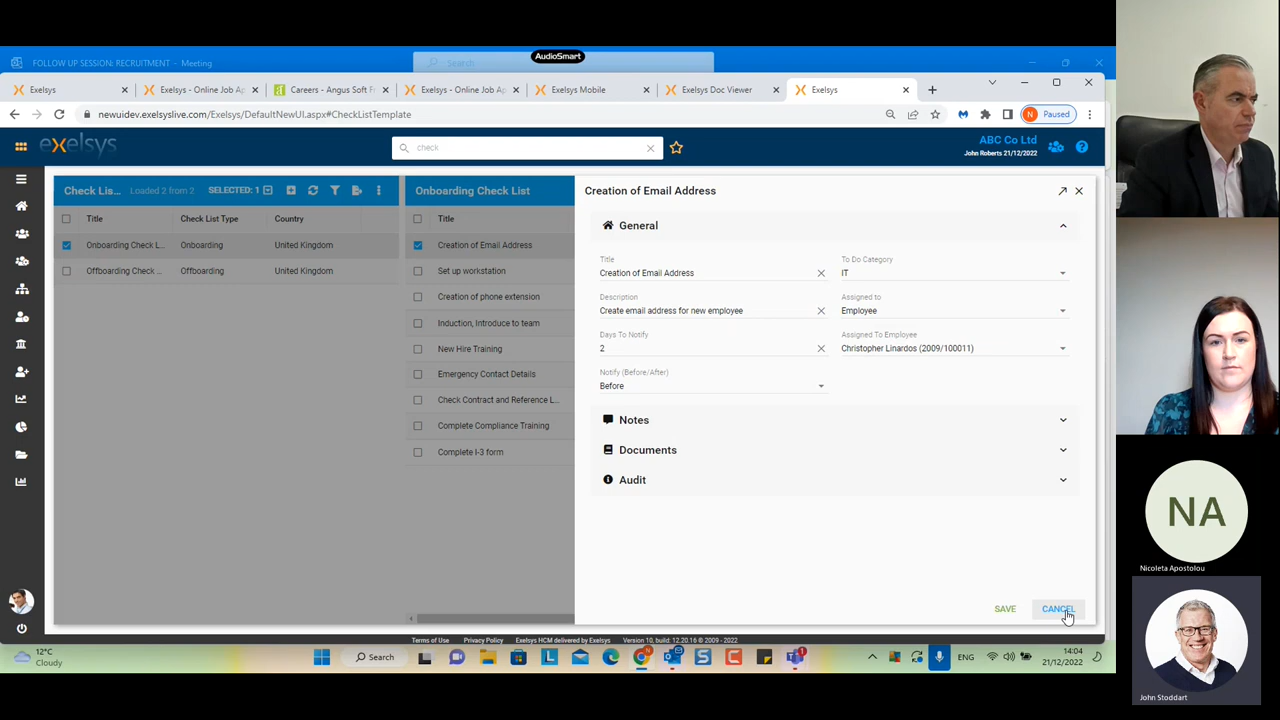 AudioSmart
FOLLOW UP SESSION: RECRUITMENT - Meeting
Search
Exelsys
Exelsys - Online Job Ap
Careers - Angus Soft Fr
Exelsys - Online Job Ap
Exelsys Mobile
Exelsys Doc Viewer
Exelsys
newuidev.exelsyslive.com/Exelsys/DefaultNewUI.aspx#CheckListTemplate
N
Paused
exelsys
check
ABC Co Ltd
John Roberts 21/12/2022
Check Lis...
Loaded 2 from 2
SELECTED: 1
Title
Check List Type
Country
Onboarding Check L...
Onboarding
United Kingdom
Offboarding Check ...
Offboarding
United Kingdom
Onboarding Check List
Title
Creation of Email Address
Set up workstation
Creation of phone extension
Induction, Introduce to team
New Hire Training
Emergency Contact Details
Check Contract and Reference L...
Complete Compliance Training
Complete I-3 form
Creation of Email Address
General
Title
Creation of Email Address
To Do Category
IT
Description
Create email address for new employee
Assigned to
Employee
Days To Notify
2
Assigned To Employee
Christopher Linardos (2009/100011)
Notify (Before/After)
Before
Notes
Documents
Audit
SAVE
CANCEL
Terms of Use
Privacy Policy
Exelsys HCM delivered by Exelsys
Version 10, build: 12.20.16 © 2009 - 2022
12°C
Cloudy
Search
ENG
14:04
21/12/2022
NA
Nicoleta Apostolou
John Stoddart